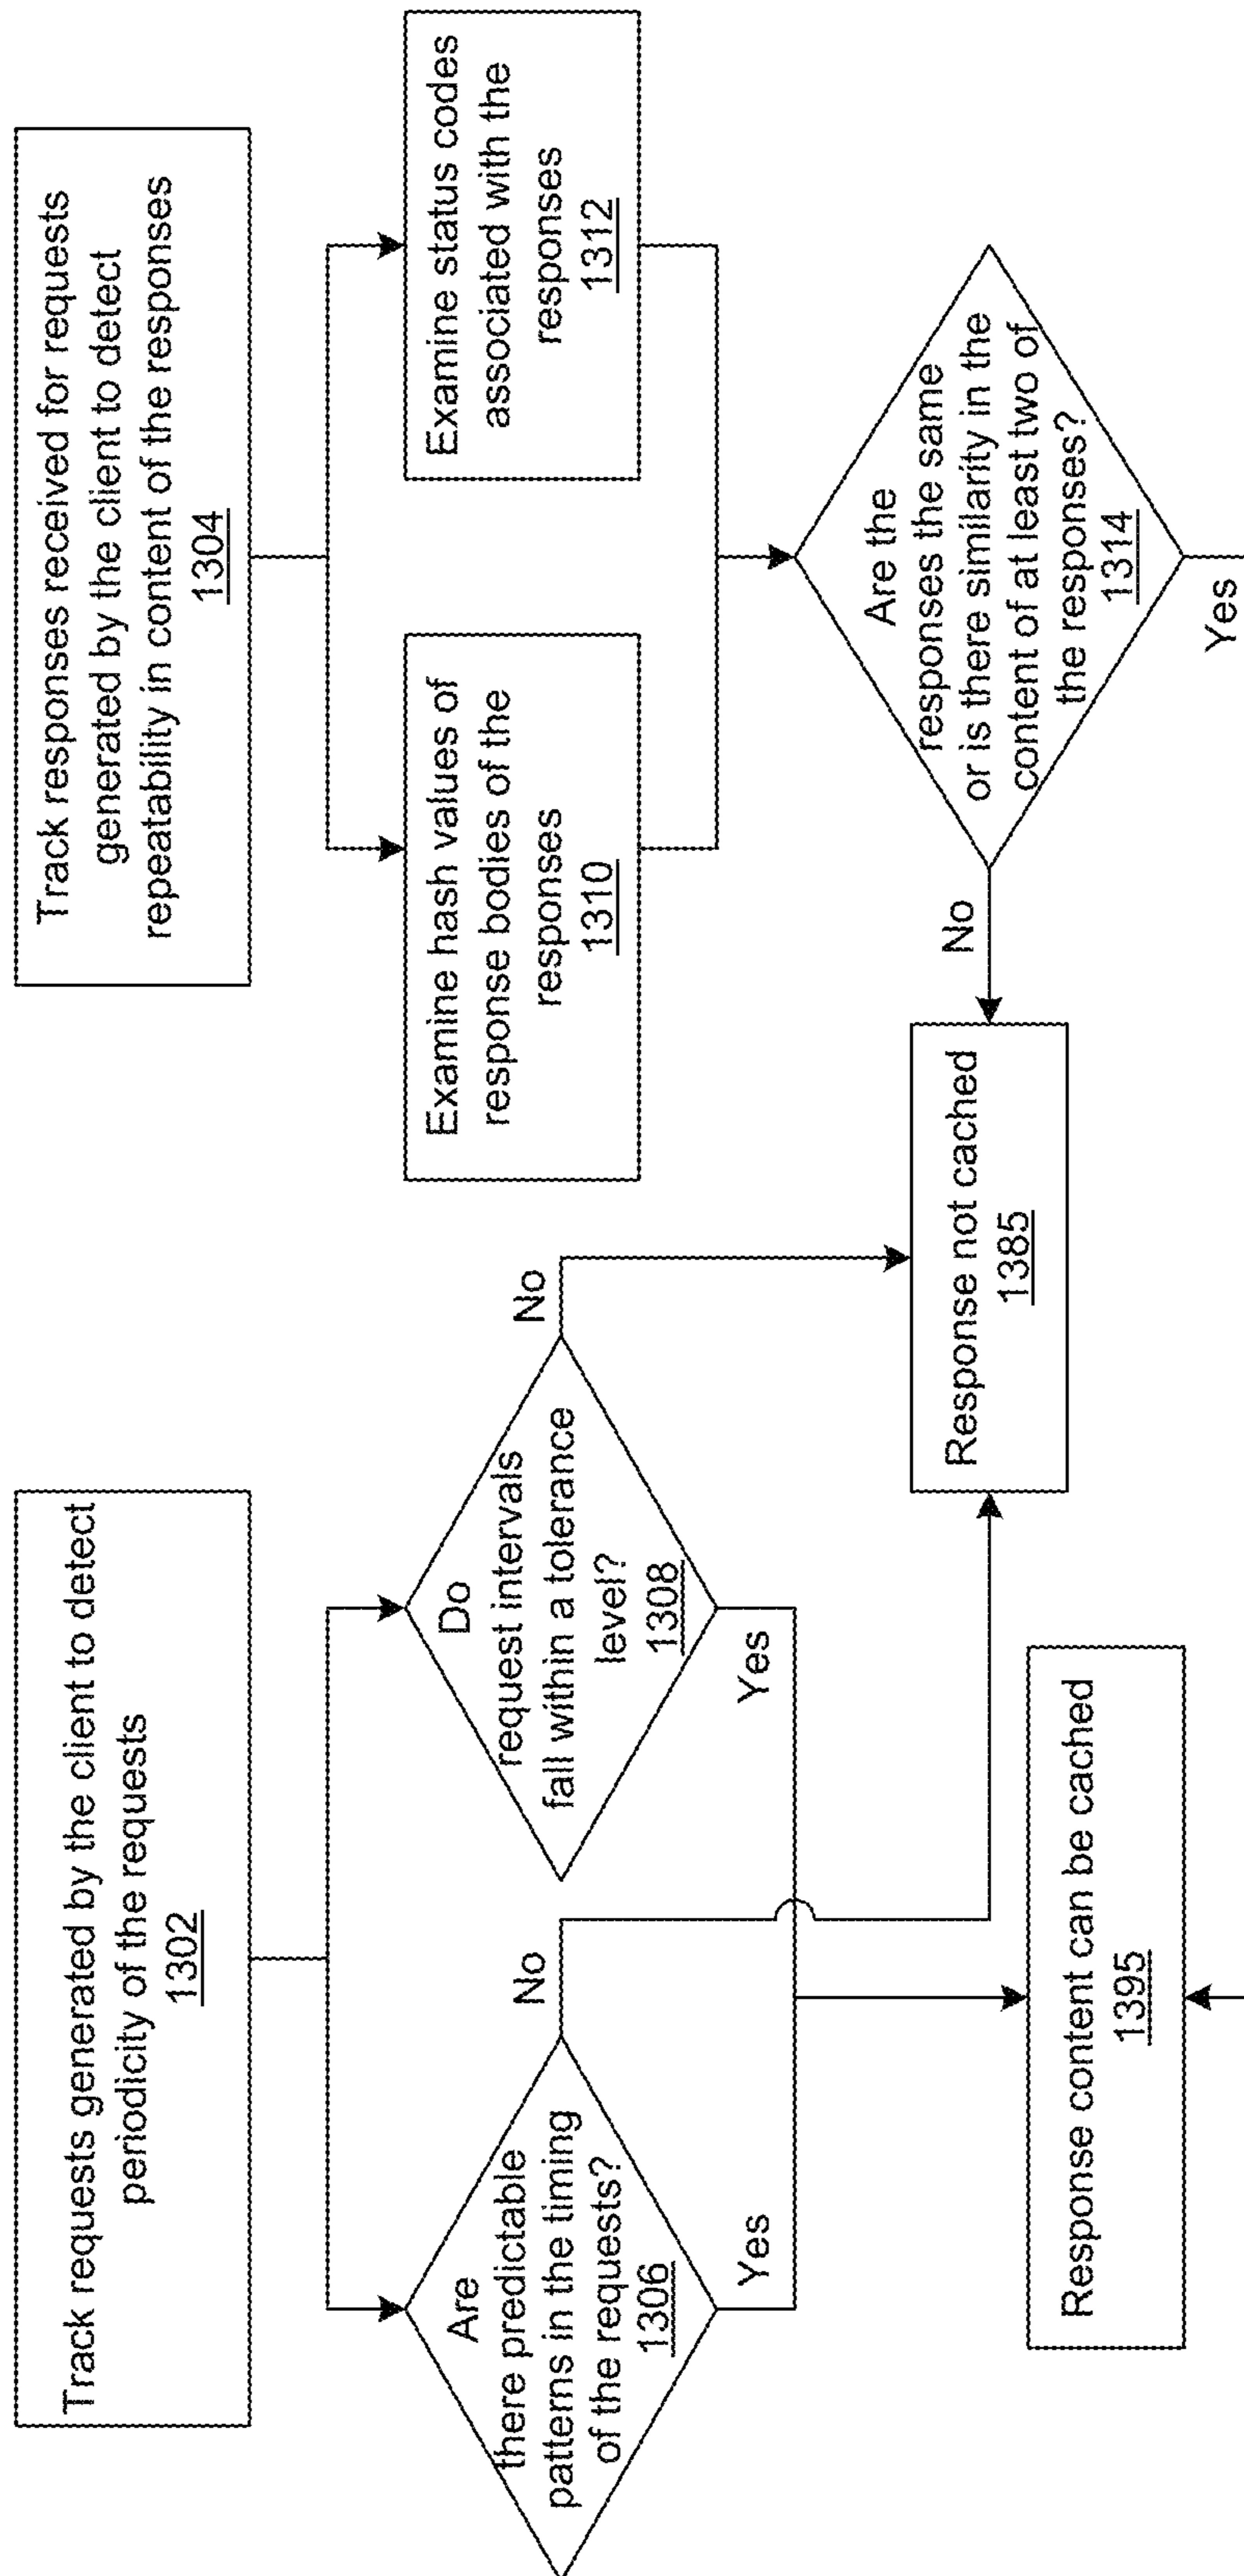 Track requests generated by the client to detect
periodicity of the requests
1302
Are
there predictable
patterns in the timing
of the requests?
1306
No
Yes
Do
request intervals
fall within a tolerance
level?
1308
No
Yes
Track responses received for requests
generated by the client to detect
repeatability in content of the responses
1304
Examine hash values of
response bodies of the
responses
1310
Examine status codes
associated with the
responses
1312
Are the
responses the same
or is there similarity in the
content of at least two of
the responses?
1314
No
Yes
Response not cached
1385
Response content can be cached
1395